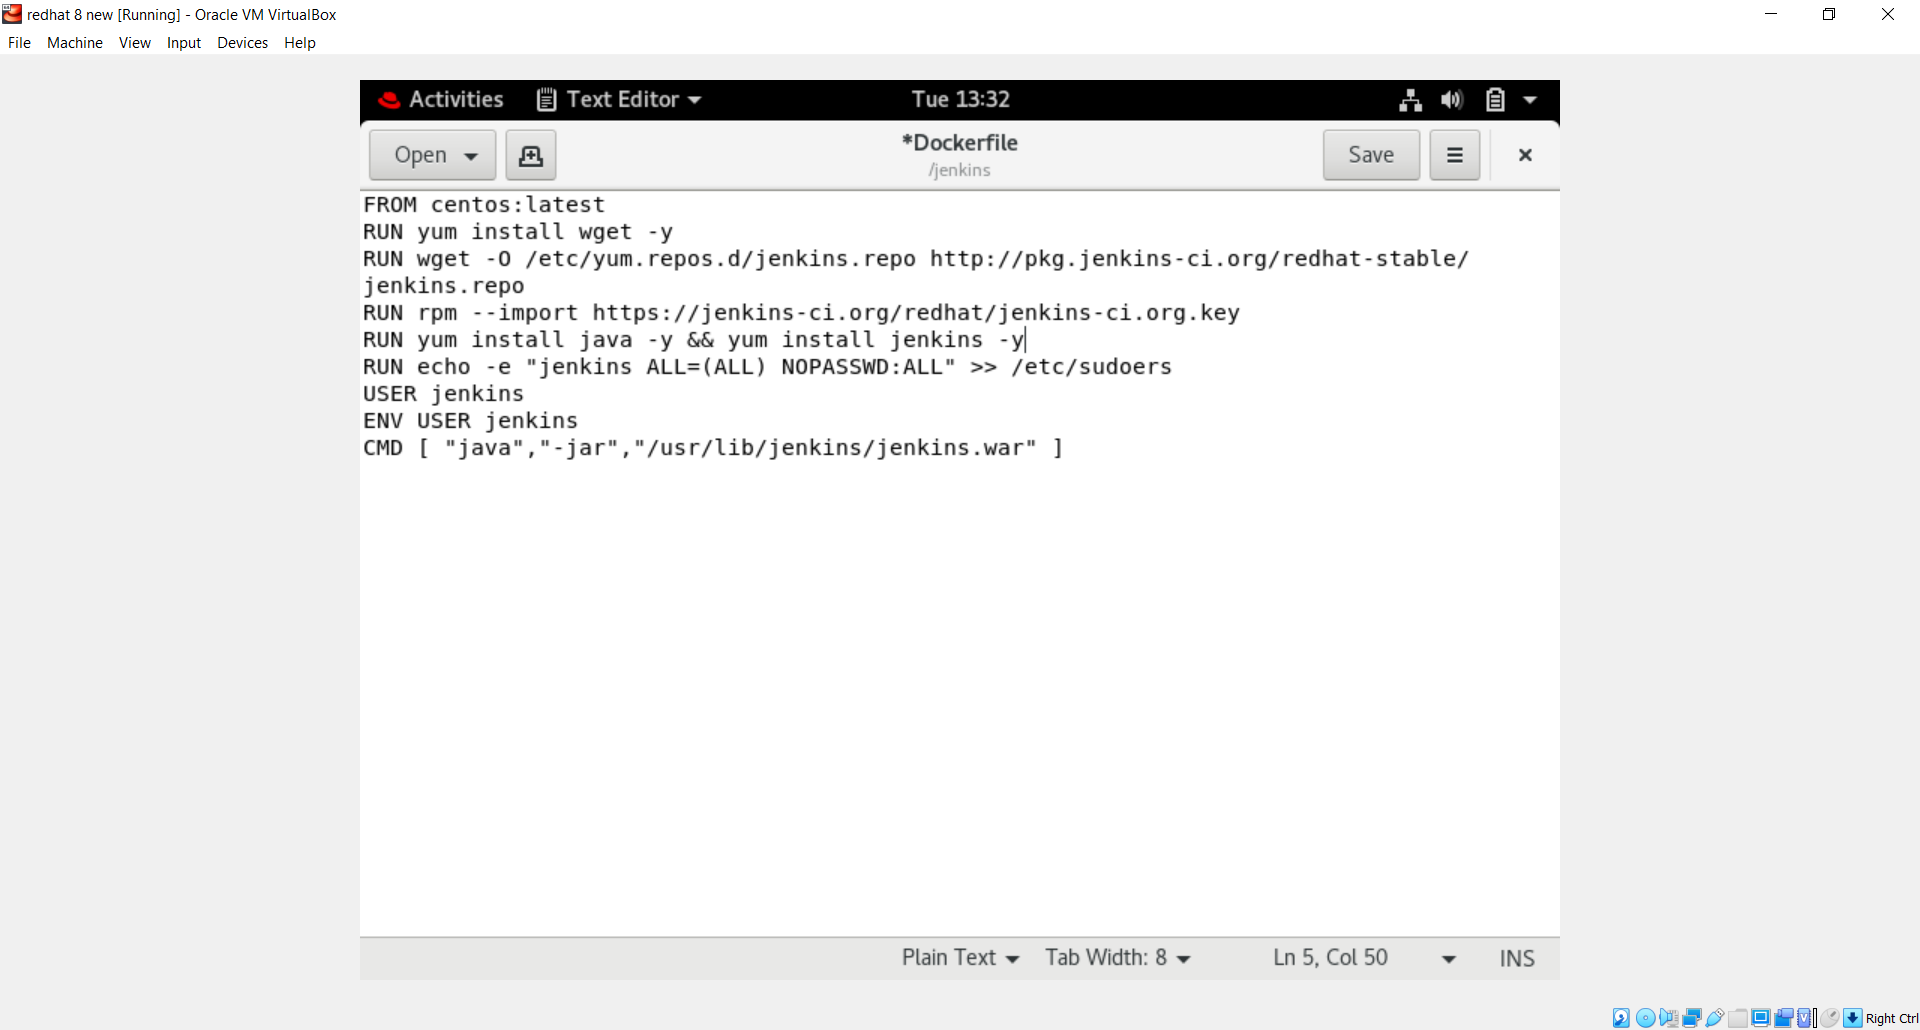 redhat 8 new [Running] - Oracle VM VirtualBox
File Machine View Input Devices Help
Activities Text Editor Tue 13:32
Open *Dockerfile Save
/jenkins
FROM centos:latest
RUN yum install wget -y
RUN wget -O /etc/yum.repos.d/jenkins.repo http://pkg.jenkins-ci.org/redhat-stable/
jenkins.repo
RUN rpm --import https://jenkins-ci.org/redhat/jenkins-ci.org.key
RUN yum install java -y && yum install jenkins -y
RUN echo -e "jenkins ALL=(ALL) NOPASSWD:ALL" >> /etc/sudoers
USER jenkins
ENV USER jenkins
CMD [ "java","-jar","/usr/lib/jenkins/jenkins.war" ]
Plain Text Tab Width: 8 Ln 5, Col 50 INS
Right Ctrl